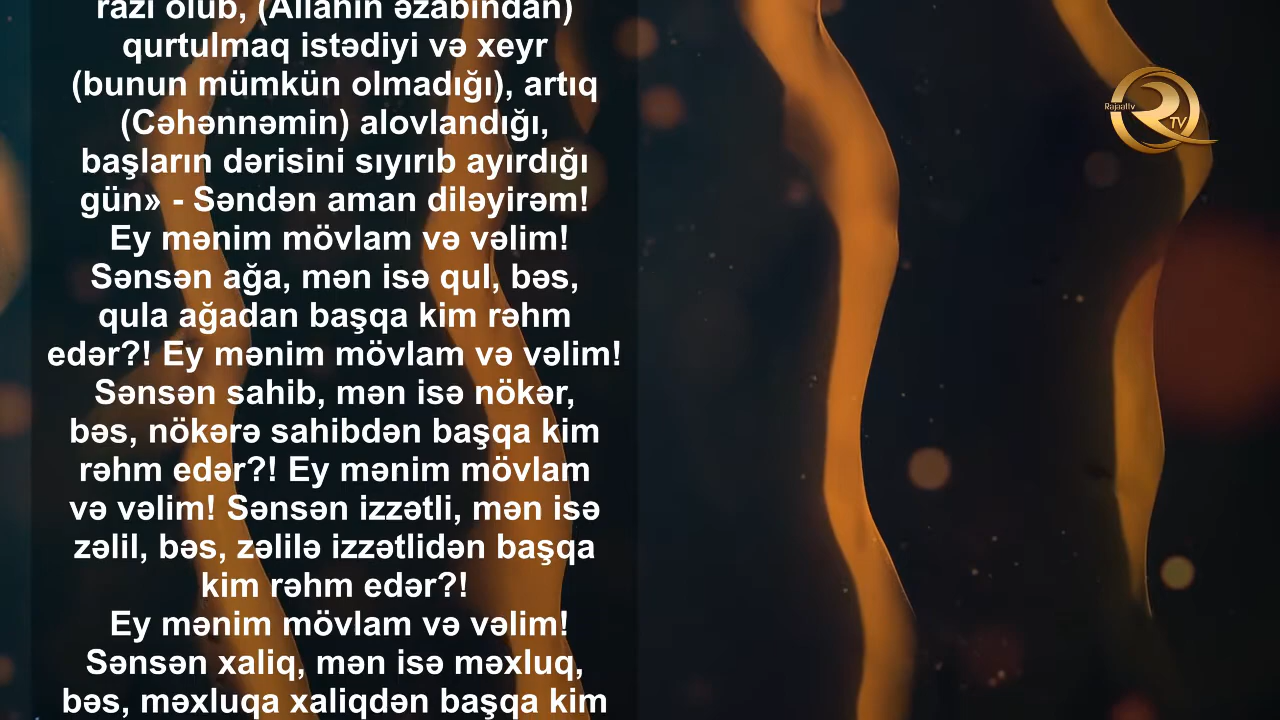 razı olub, (Allahın əzabından)
qurtulmaq istədiyi və xeyr
(bunun mümkün olmadığı), artıq
(Cəhənnəmin) alovlandığı,
başların dərisini sıyırıb ayırdığı
gün» - Səndən aman diləyirəm!
Ey mənim mövlam və vəlim!
Sənsən ağa, mən isə qul, bəs,
qula ağadan başqa kim rəhm
edər?! Ey mənim mövlam və vəlim!
Sənsən sahib, mən isə nökər,
bəs, nökərə sahibdən başqa kim
rəhm edər?! Ey mənim mövlam
və vəlim! Sənsən izzətli, mən isə
zəlil, bəs, zəlilə izzətlidən başqa
kim rəhm edər?!
Ey mənim mövlam və vəlim!
Sənsən xaliq, mən isə məxluq,
bəs, məxluqa xaliqdən başqa kim
Rajaattv
R TV